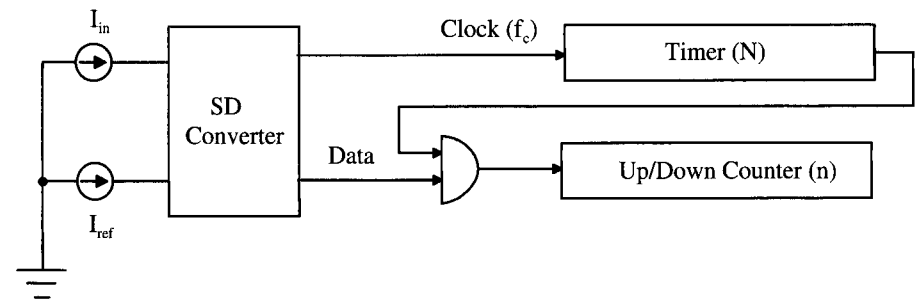 I_in
Clock (f_c)
Timer (N)
SD
Converter
Data
Up/Down Counter (n)
I_ref